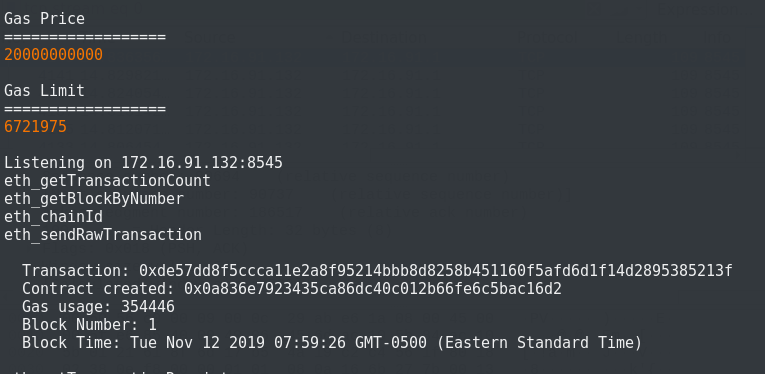 Gas Price
==================
20000000000
Gas Limit
==================
6721975
Listening on 172.16.91.132:8545
eth_getTransactionCount
eth_getBlockByNumber
eth_chainId
eth_sendRawTransaction
Transaction: 0xde57dd8f5ccca11e2a8f95214bbb8d8258b451160f5afd6d1f14d2895385213f
Contract created: 0x0a836e7923435ca86dc40c012b66fe6c5bac16d2
Gas usage: 354446
Block Number: 1
Block Time: Tue Nov 12 2019 07:59:26 GMT-0500 (Eastern Standard Time)